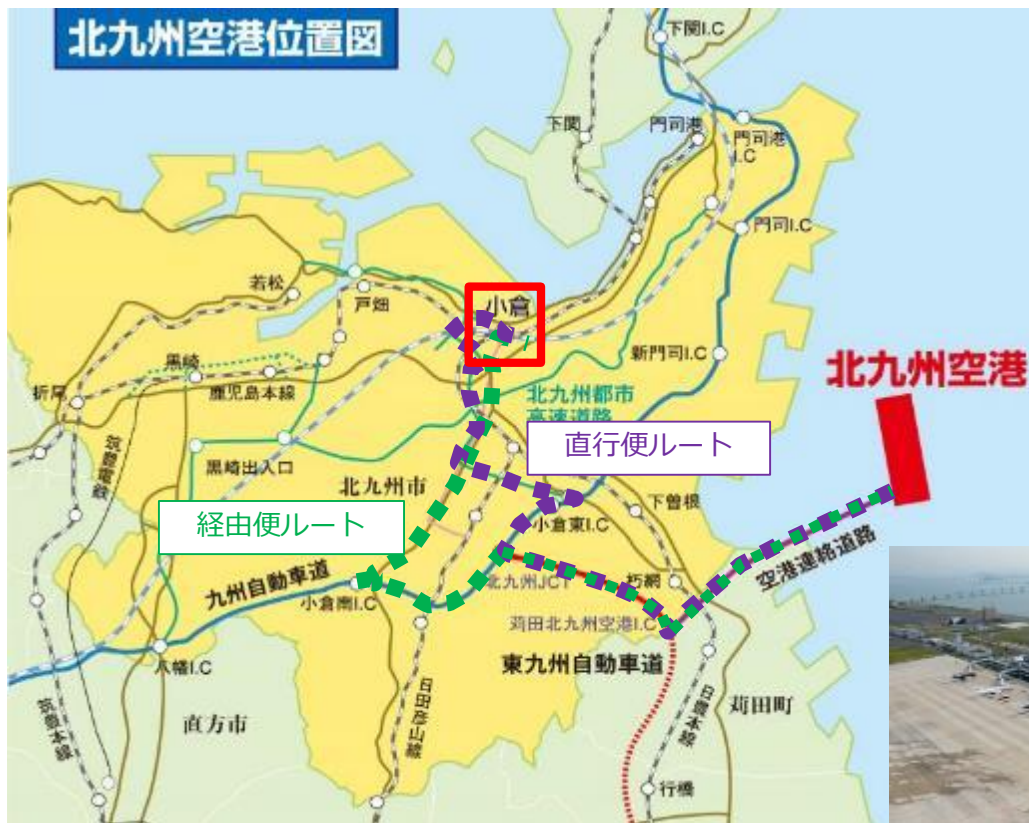 北九州空港位置図
下関I.C
下関
門司港
門司港
I.C
門司I.C
若松
戸畑
小倉
新門司I.C
北九州空港
折尾
黒崎
鹿児島本線
北九州都市
高速道路
直行便ルート
筑豊電鉄
黒崎出入口
北九州市
経由便ルート
小倉東I.C
下曽根
空港連絡道路
九州自動車道
小倉南I.C
北九州JCT
朽網
苅田北九州空港I.C
東九州自動車道
八幡I.C
筑豊本線
直方市
日田彦山線
日豊本線
苅田町
行橋